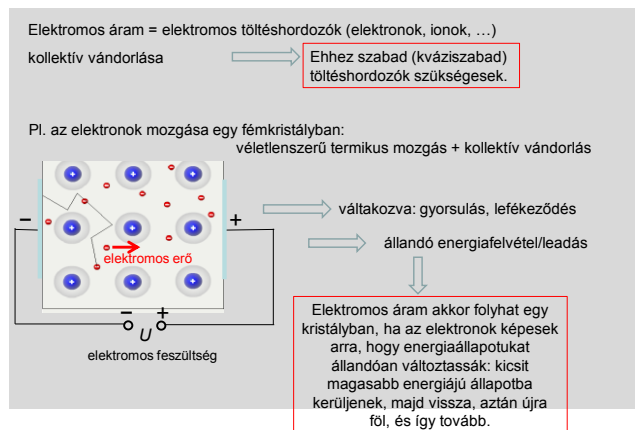 Elektromos áram = elektromos töltéshordozók (elektronok, ionok, …)
kollektív vándorlása
Ehhez szabad (kváziszabad)
töltéshordozók szükségesek.
Pl. az elektronok mozgása egy fémkristályban:
véletlenszerű termikus mozgás + kollektív vándorlás
− +
elektromos erő
− +
U
elektromos feszültség
váltakozva: gyorsulás, lefékeződés
állandó energiafelvétel/leadás
Elektromos áram akkor folyhat egy
kristályban, ha az elektronok képesek
arra, hogy energiaállapotukat
állandóan változtassák: kicsit
magasabb energiájú állapotba
kerüljenek, majd vissza, aztán újra
föl, és így tovább.